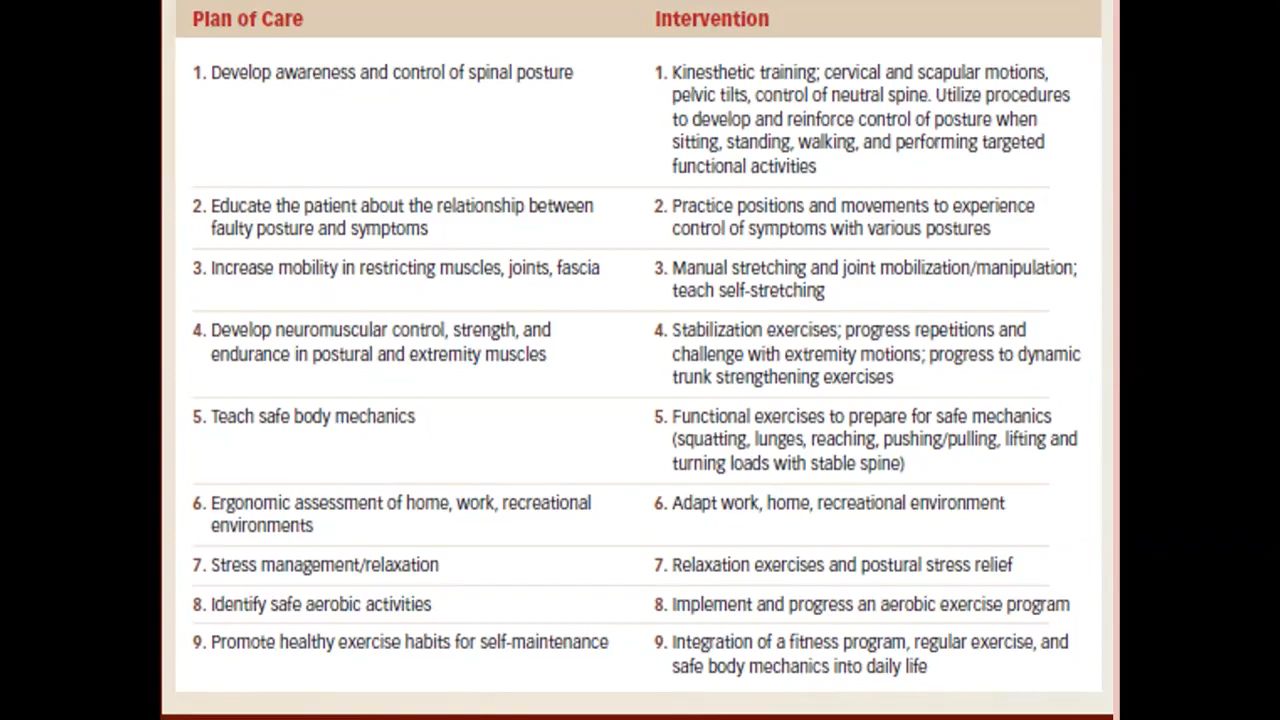 Plan of Care
Intervention
1. Develop awareness and control of spinal posture
1. Kinesthetic training; cervical and scapular motions,
pelvic tilts, control of neutral spine. Utilize procedures
to develop and reinforce control of posture when
sitting, standing, walking, and performing targeted
functional activities
2. Educate the patient about the relationship between
faulty posture and symptoms
2. Practice positions and movements to experience
control of symptoms with various postures
3. Increase mobility in restricting muscles, joints, fascia
3. Manual stretching and joint mobilization/manipulation;
teach self-stretching
4. Develop neuromuscular control, strength, and
endurance in postural and extremity muscles
4. Stabilization exercises; progress repetitions and
challenge with extremity motions; progress to dynamic
trunk strengthening exercises
5. Teach safe body mechanics
5. Functional exercises to prepare for safe mechanics
(squatting, lunges, reaching, pushing/pulling, lifting and
turning loads with stable spine)
6. Ergonomic assessment of home, work, recreational
environments
6. Adapt work, home, recreational environment
7. Stress management/relaxation
7. Relaxation exercises and postural stress relief
8. Identify safe aerobic activities
8. Implement and progress an aerobic exercise program
9. Promote healthy exercise habits for self-maintenance
9. Integration of a fitness program, regular exercise, and
safe body mechanics into daily life